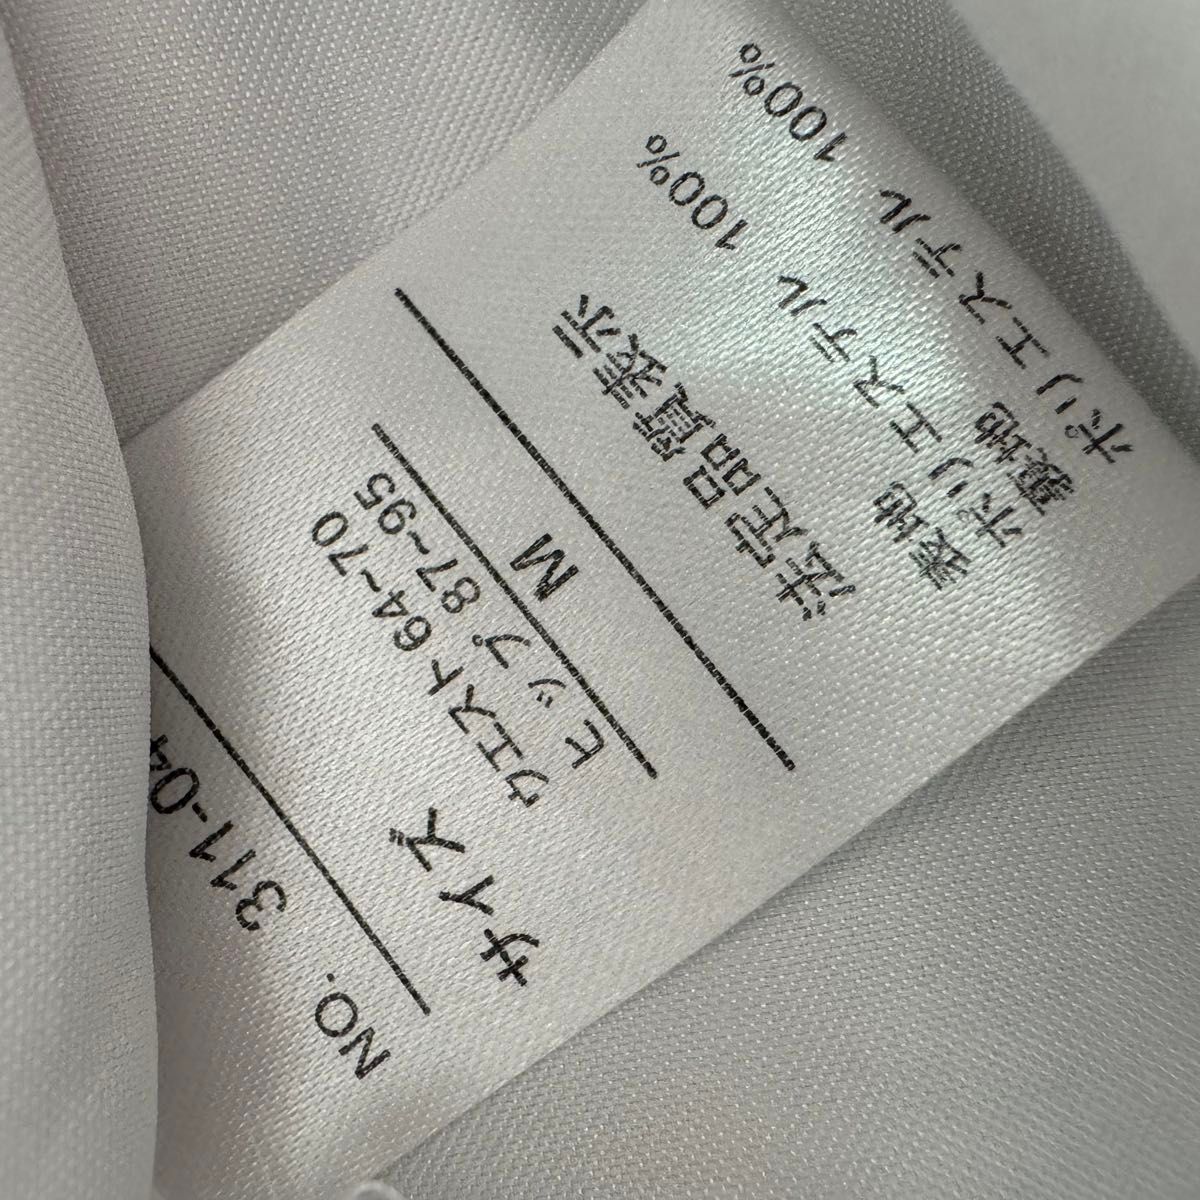 NO. 311-04
サイズ
ウエスト64~70
ヒップ 87~95
M
法定品質表示
表地
ポリエステル 100%
裏地
ポリエステル 100%